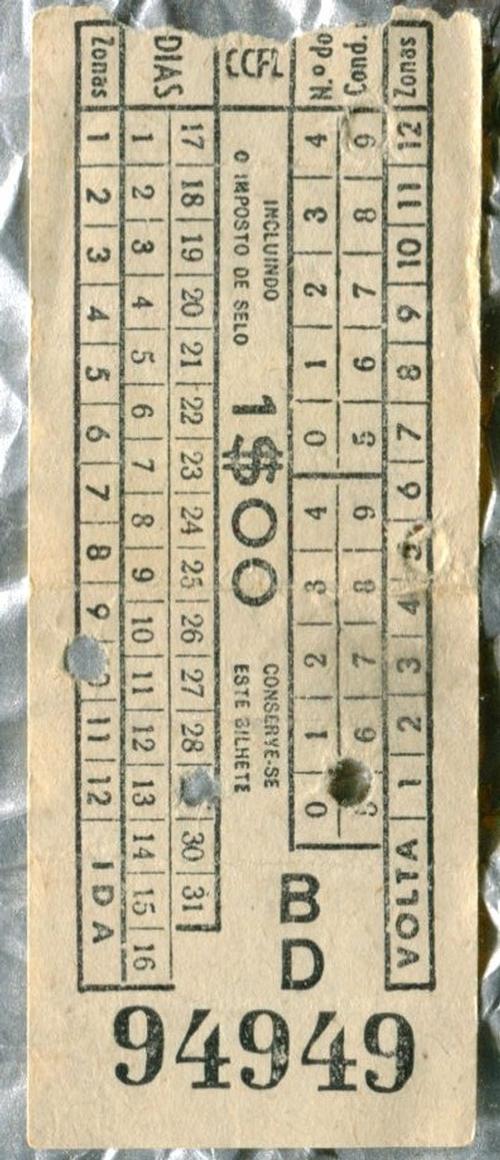 Zonas 1 2 3 4 5 6 7 8 9 11 12 IDA
DIAS
1 2 3 4 5 6 7 8 9 10 11 12 13 14 15 16
17 18 19 20 21 22 23 24 25 26 27 28 30 31
CCFL
INCLUINDO
O IMPOSTO DE SELO
1$00
CONSERVE-SE
ESTE BILHETE
N.o do
Cond.
4 3 2 1 0 4 3 2 1 0
9 8 7 6 5 9 8 7 6
Zonas 12 11 10 9 8 7 6 4 3 2 1 VOLTA
B
D
94949